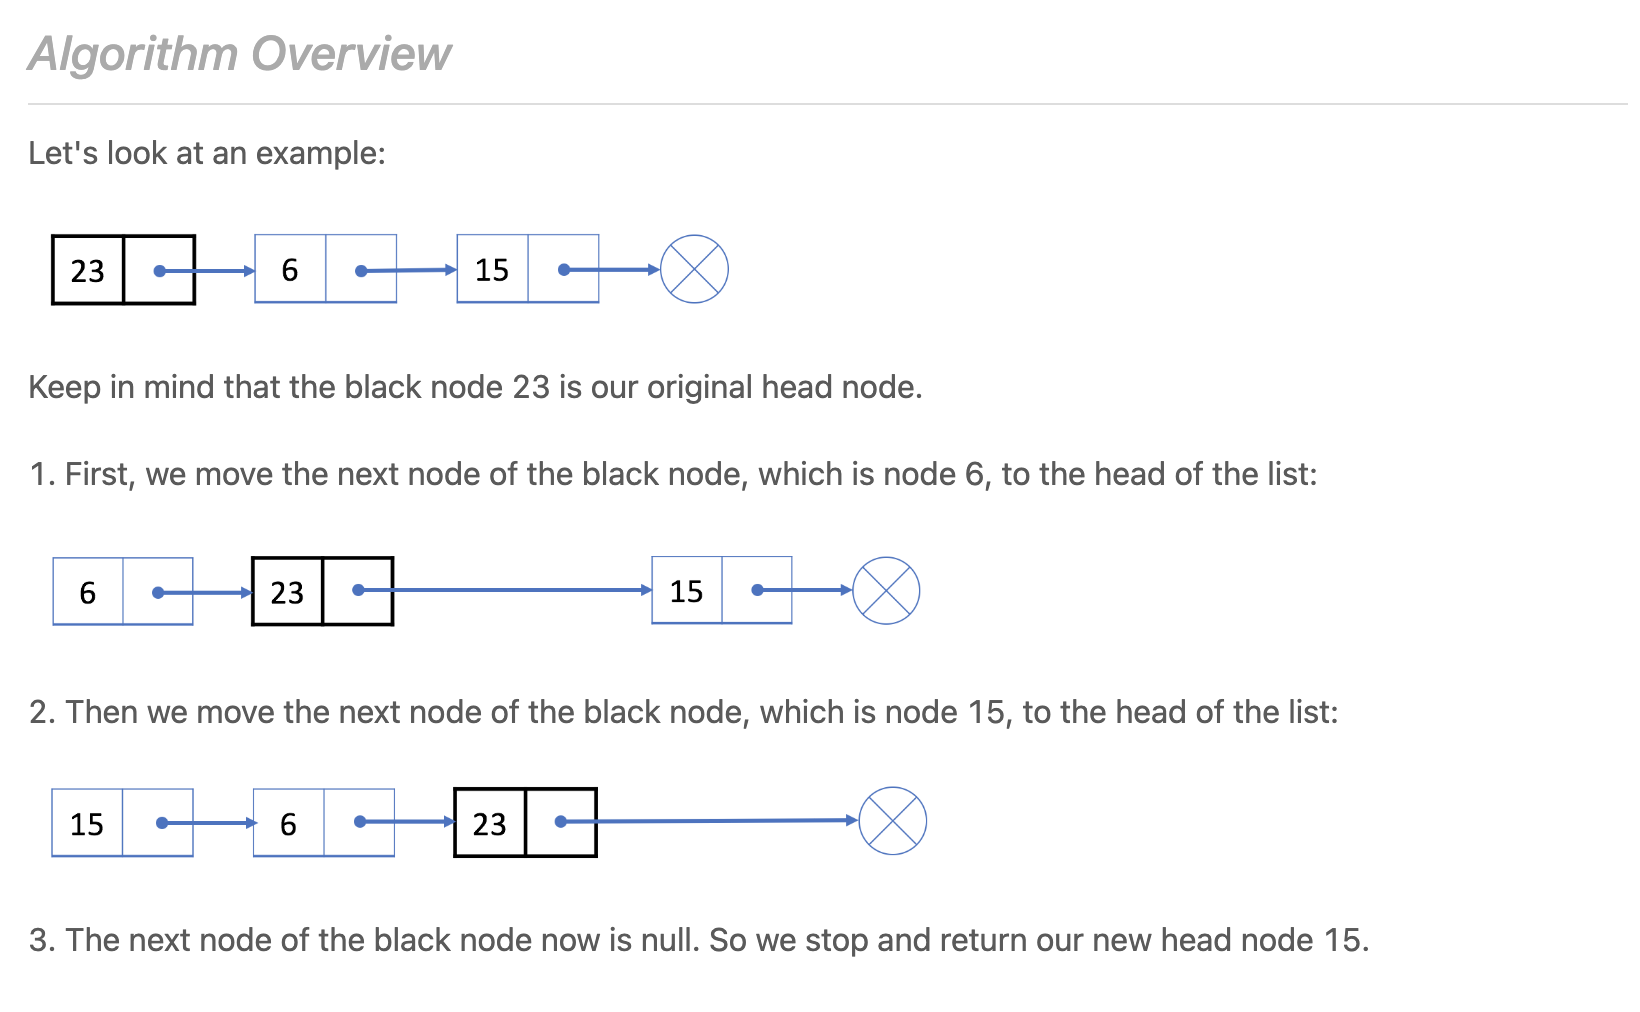 Algorithm Overview
Let's look at an example:
23 6 15
Keep in mind that the black node 23 is our original head node.
1. First, we move the next node of the black node, which is node 6, to the head of the list:
6 23 15
2. Then we move the next node of the black node, which is node 15, to the head of the list:
15 6 23
3. The next node of the black node now is null. So we stop and return our new head node 15.